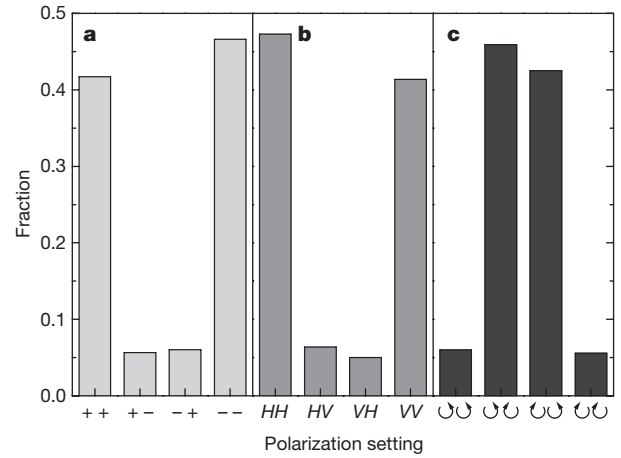 0.5
a
b
c
0.4
0.3
0.2
0.1
0.0
Fraction
+ +
+ −
− +
− −
HH
HV
VH
VV
Polarization setting